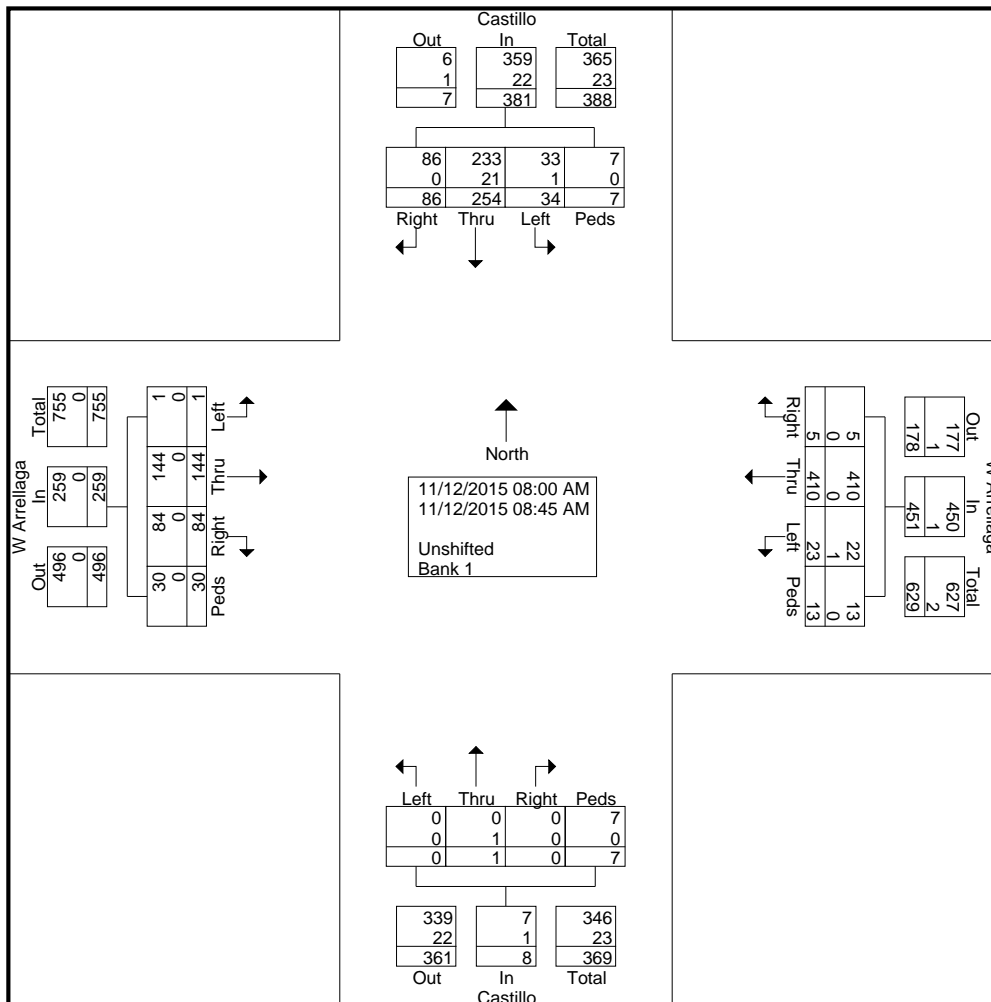 Castillo
Out In Total
6 359 365
1 22 23
7 381 388
86 233 33 7
0 21 1 0
86 254 34 7
Right Thru Left Peds
W Arrellaga
Total In Out
755 259 496
0 0 0
755 259 496
1 144 84 30
0 0 0 0
1 144 84 30
Left Thru Right Peds
North
11/12/2015 08:00 AM
11/12/2015 08:45 AM
Unshifted
Bank 1
Right Thru Left Peds
5 410 23 13
0 0 1 0
5 410 22 13
178 451 629
1 1 2
177 450 627
Out In Total
W Arrellaga
Left Thru Right Peds
0 0 0 7
0 1 0 0
0 1 0 7
339 7 346
22 1 23
361 8 369
Out In Total
Castillo